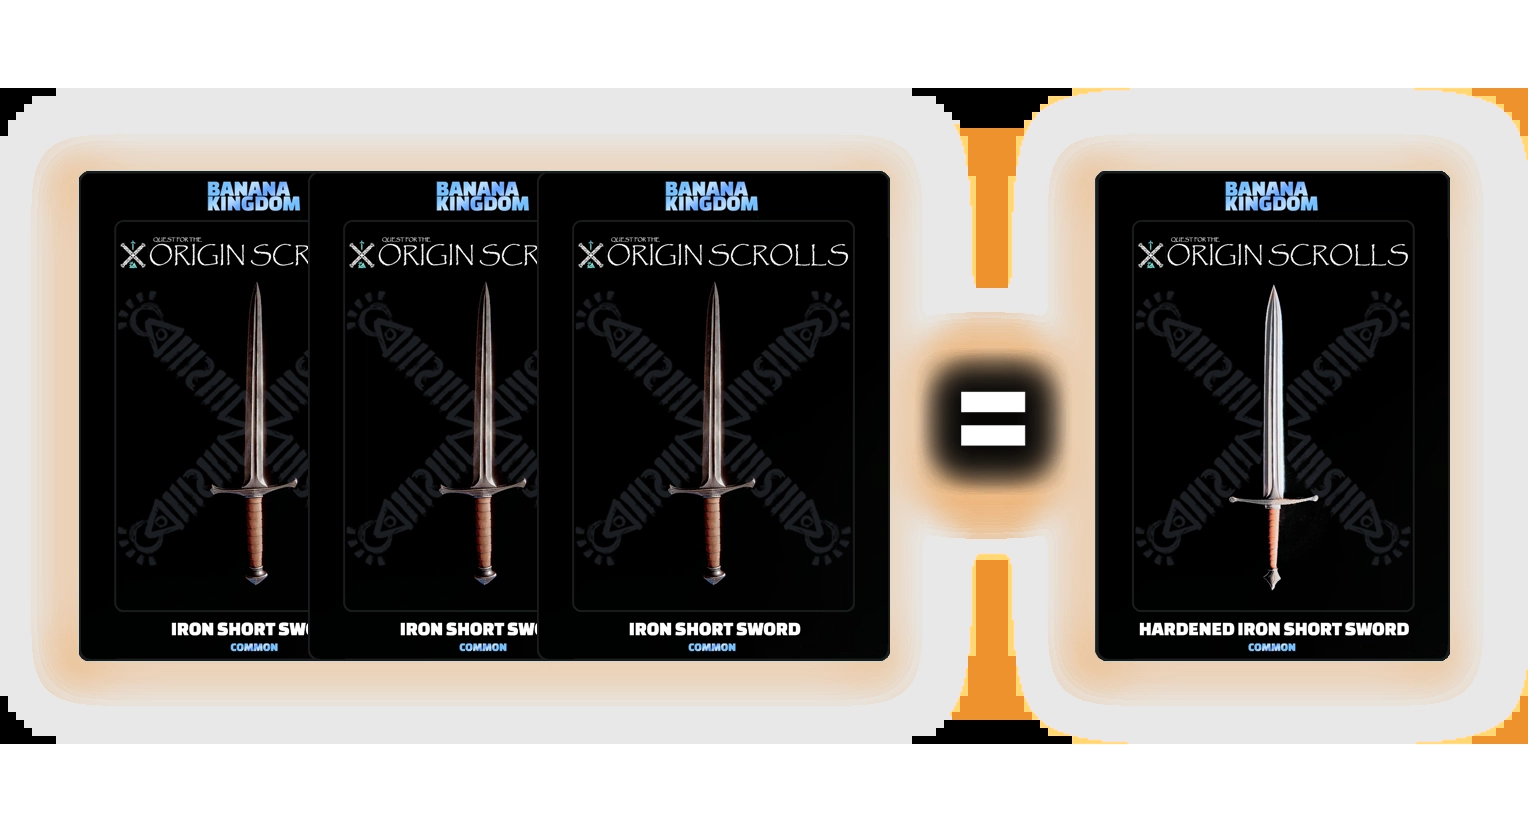 BANANA
KINGDOM
QUEST FOR THE
ORIGIN SCR
IRON SHORT SWO
COMMON
BANANA
KINGDOM
QUEST FOR THE
ORIGIN SCR
IRON SHORT SWO
COMMON
BANANA
KINGDOM
QUEST FOR THE
ORIGIN SCROLLS
IRON SHORT SWORD
COMMON
=
BANANA
KINGDOM
QUEST FOR THE
ORIGIN SCROLLS
HARDENED IRON SHORT SWORD
COMMON